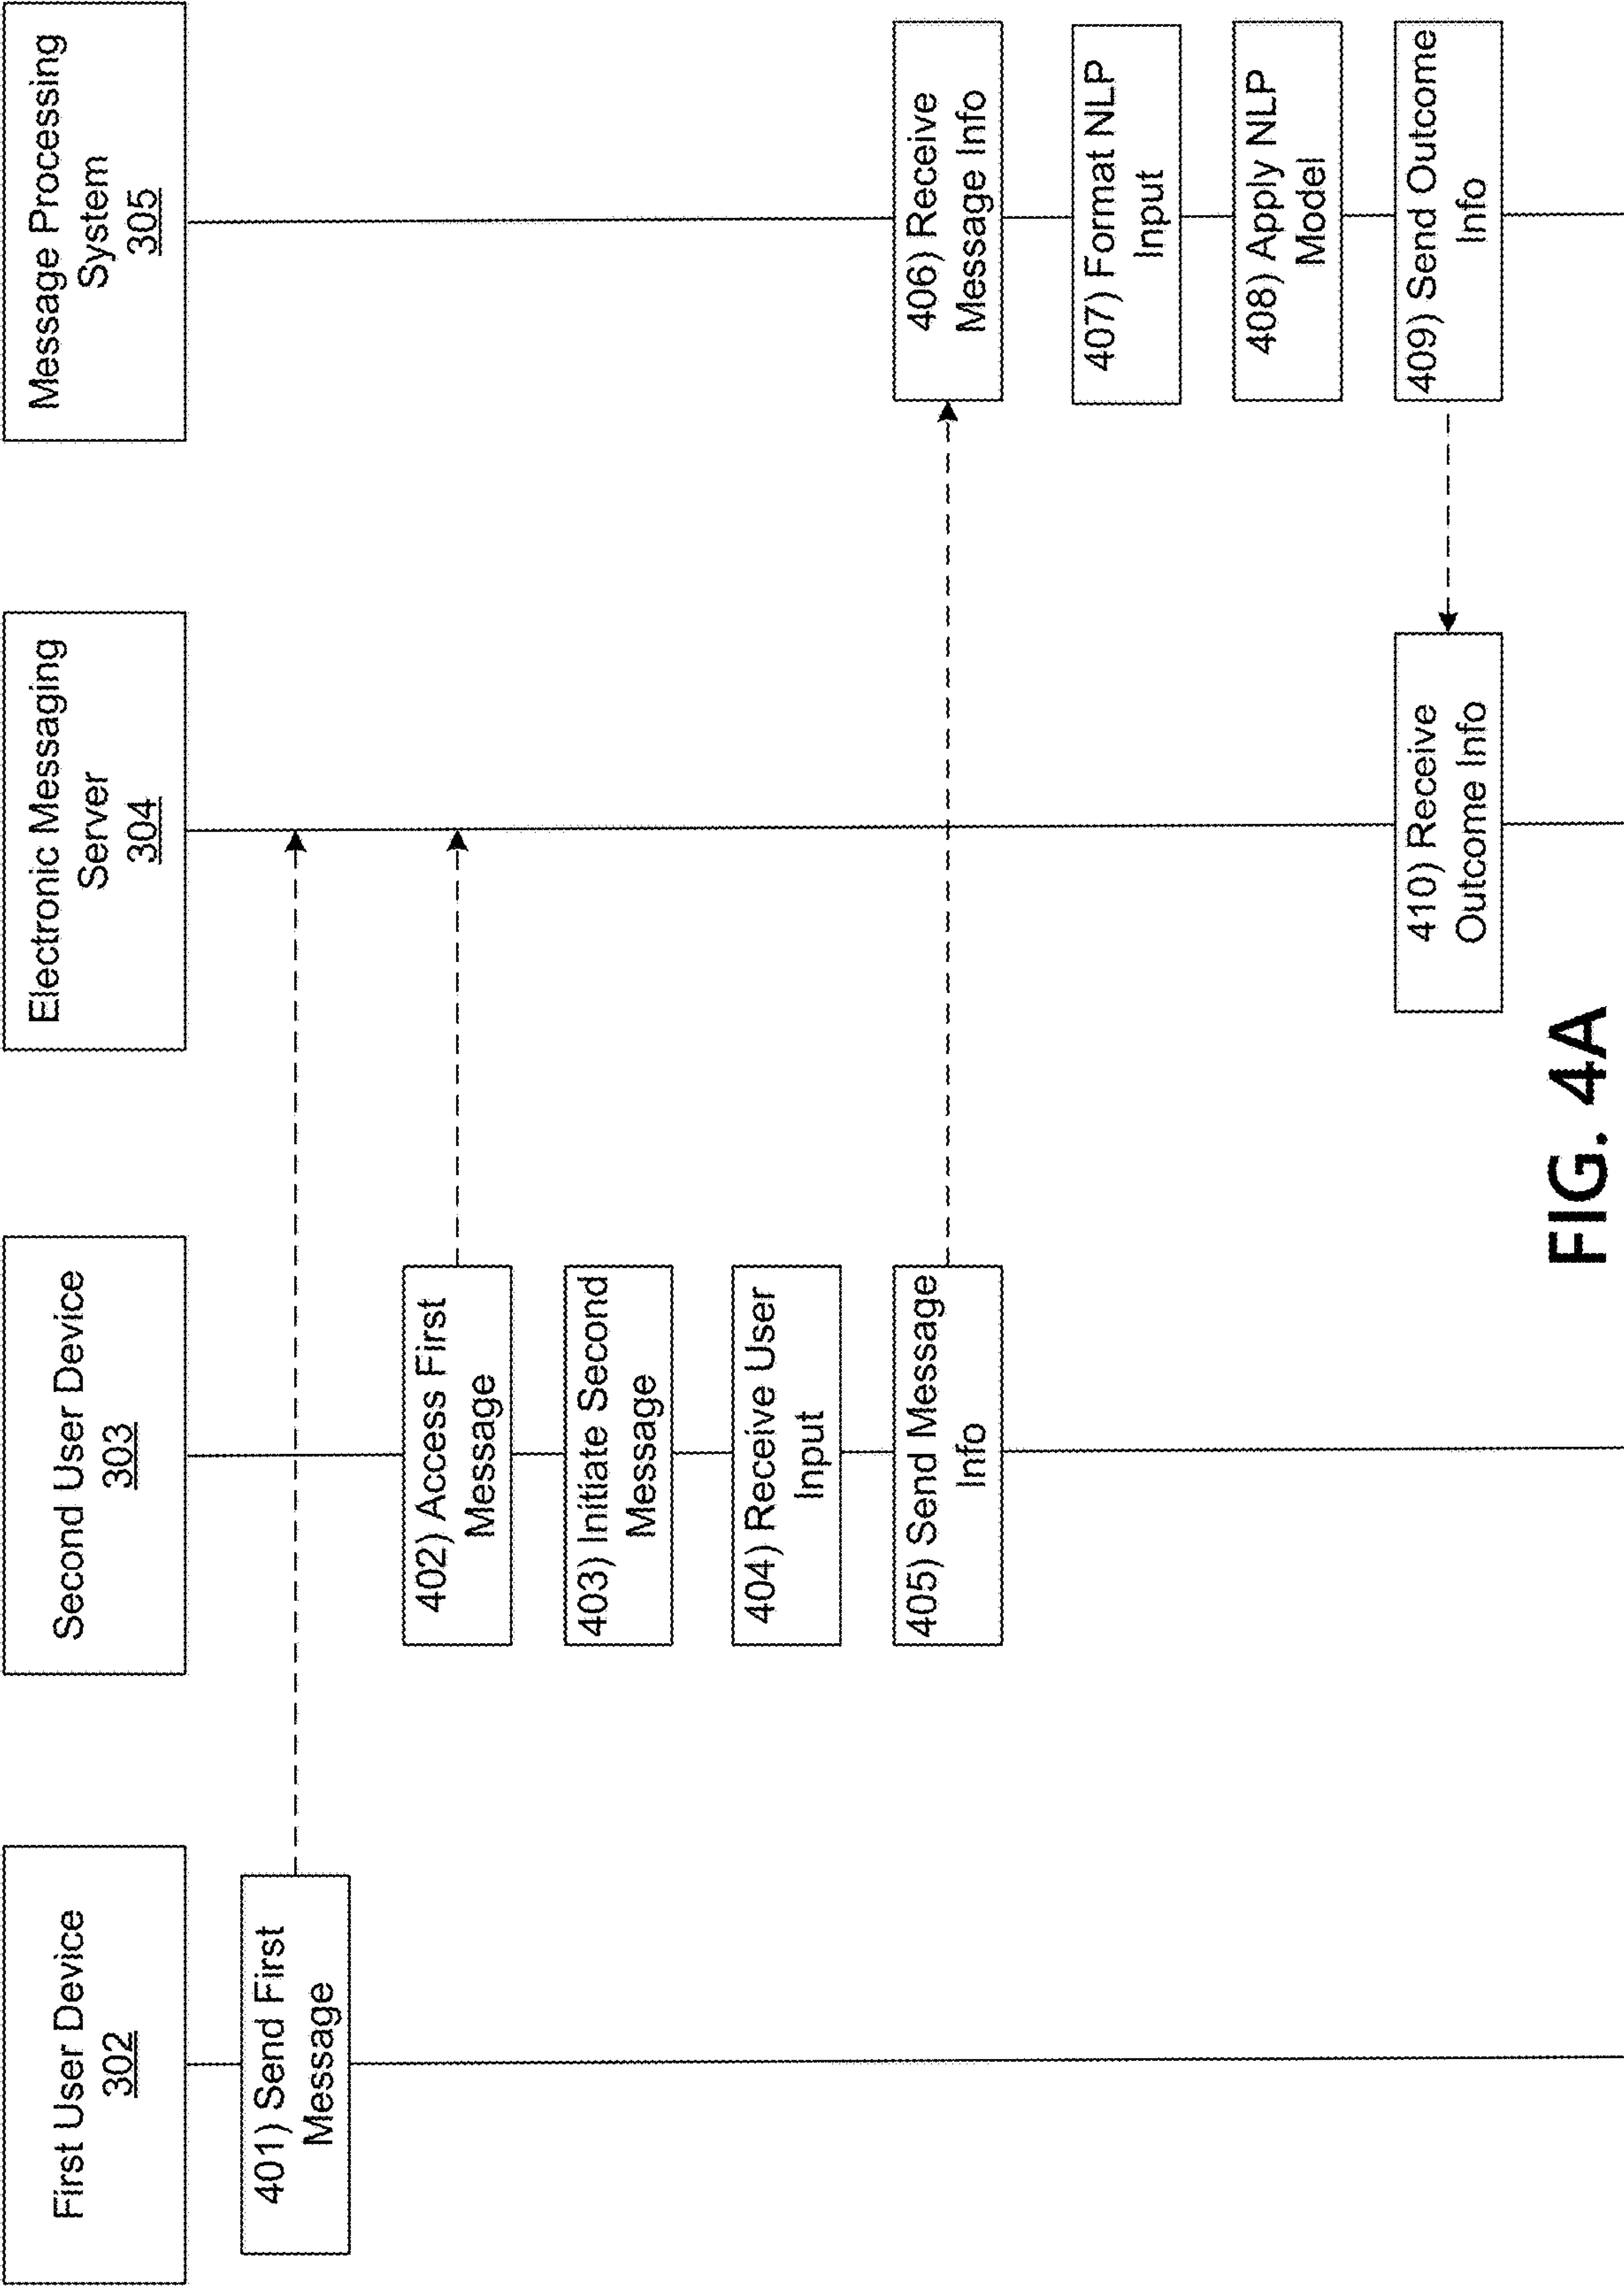 First User Device
302
Second User Device
303
Electronic Messaging
Server
304
Message Processing
System
305
401) Send First
Message
402) Access First
Message
403) Initiate Second
Message
404) Receive User
Input
405) Send Message
Info
406) Receive
Message Info
407) Format NLP
Input
408) Apply NLP
Model
409) Send Outcome
Info
410) Receive
Outcome Info
FIG. 4A